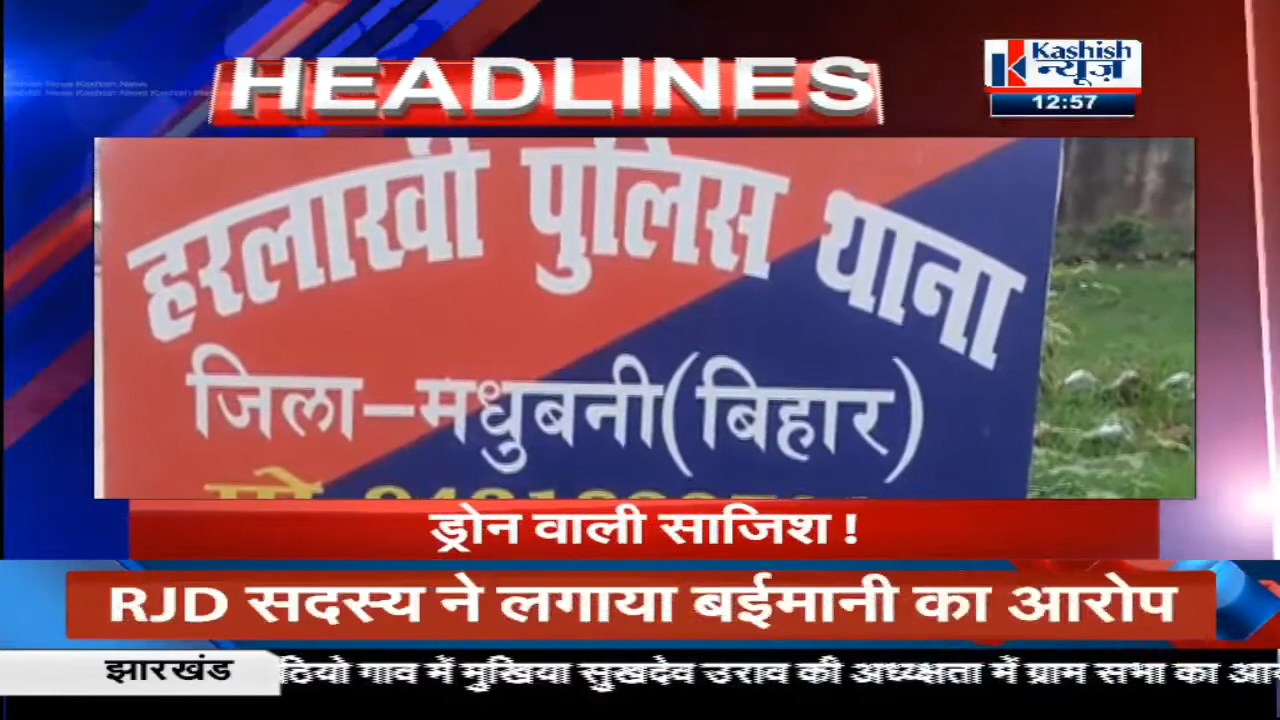 HEADLINES
Kashish
न्यूज़
12:57
हरलाखी पुलिस थाना
जिला-मधुबनी(बिहार)
ड्रोन वाली साजिश !
RJD सदस्य ने लगाया बईमानी का आरोप
झारखंड
गाव में मुखिया सुखदेव उराव की अध्यक्षता में ग्राम सभा का